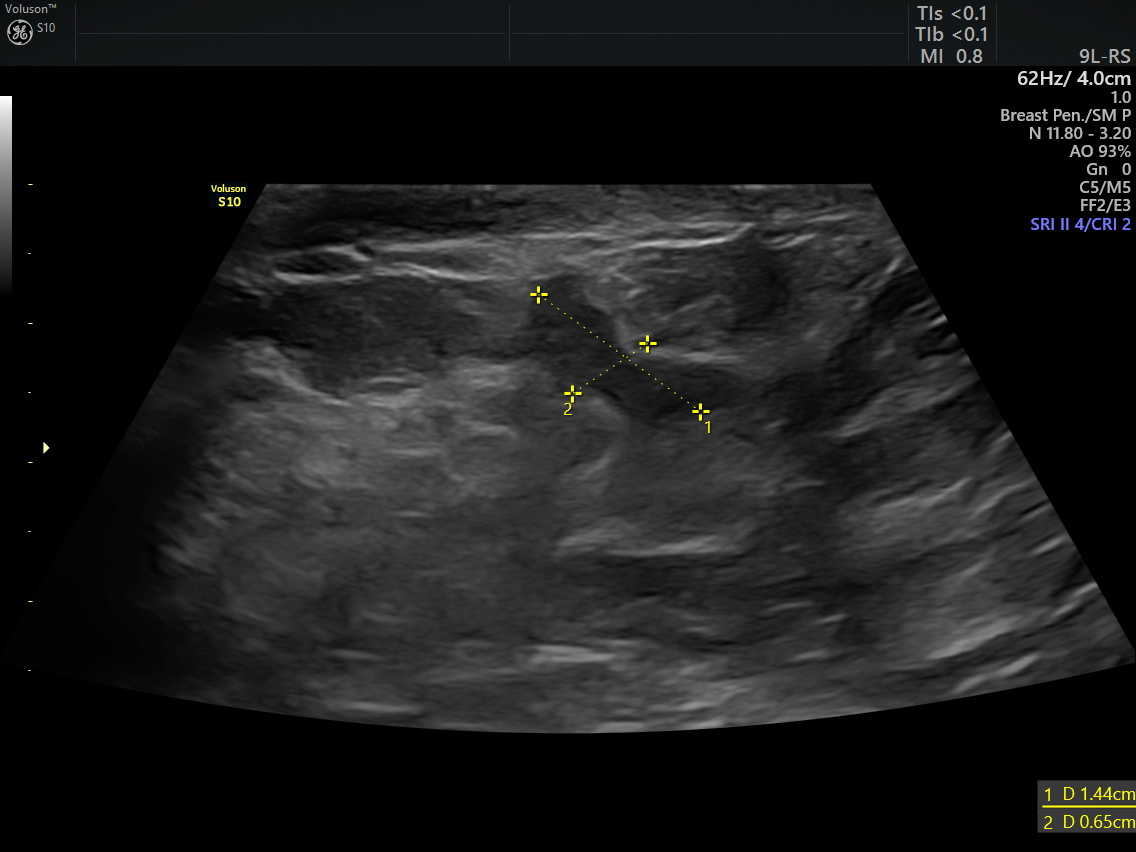 Voluson™
S10
TIs <0.1
TIb <0.1
MI 0.8
9L-RS
62Hz/ 4.0cm
1.0
Breast Pen./SM P
N 11.80 - 3.20
AO 93%
Gn 0
C5/M5
FF2/E3
SRI II 4/CRI 2
Voluson
S10
2
1
1 D 1.44cm
2 D 0.65cm